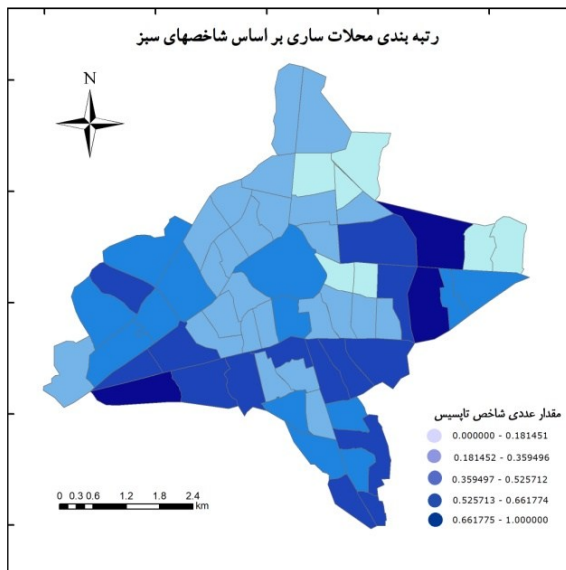 رتبه بندی محلات ساری بر اساس شاخصهای سبز
N
مقدار عددی شاخص تاپسیس
0.000000 - 0.181451
0.181452 - 0.359496
0.359497 - 0.525712
0.525713 - 0.661774
0.661775 - 1.000000
0 0.3 0.6 1.2 1.8 2.4
km